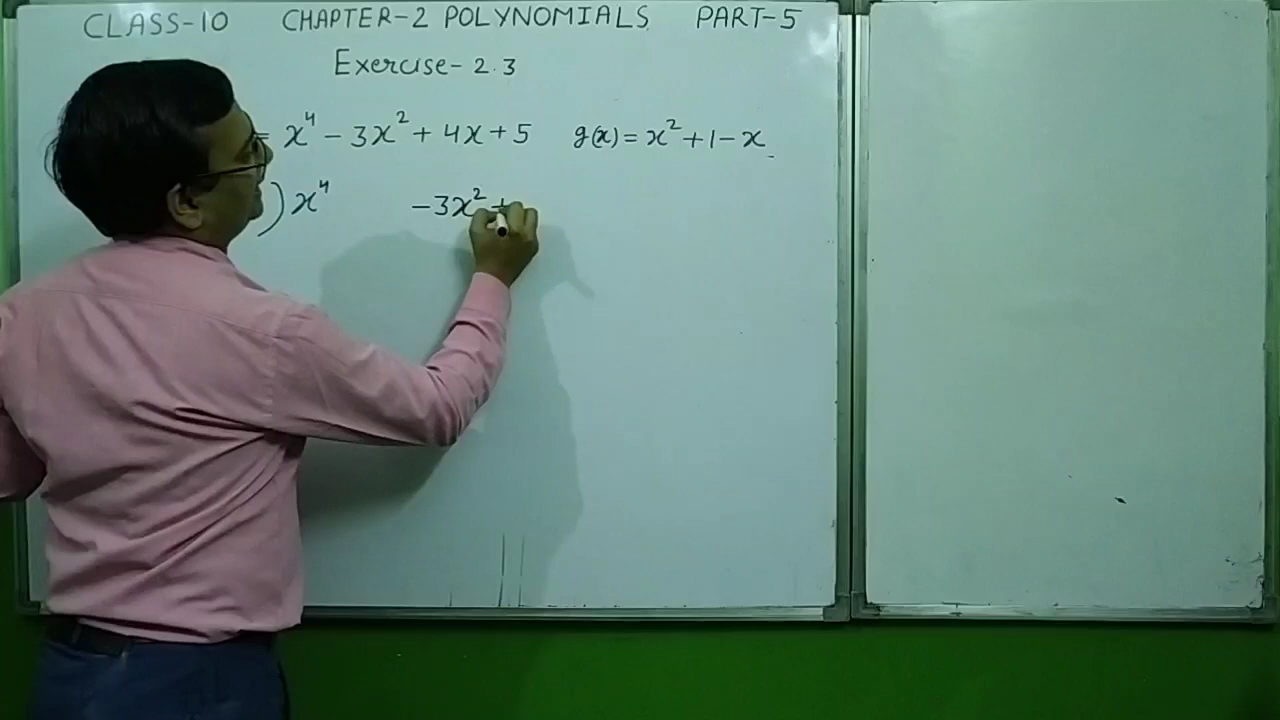 CLASS-10 CHAPTER-2 POLYNOMIALS PART-5
Exercise- 2.3
= x⁴ - 3x² + 4x + 5 g(x) = x² + 1 - x
) x⁴ - 3x² +